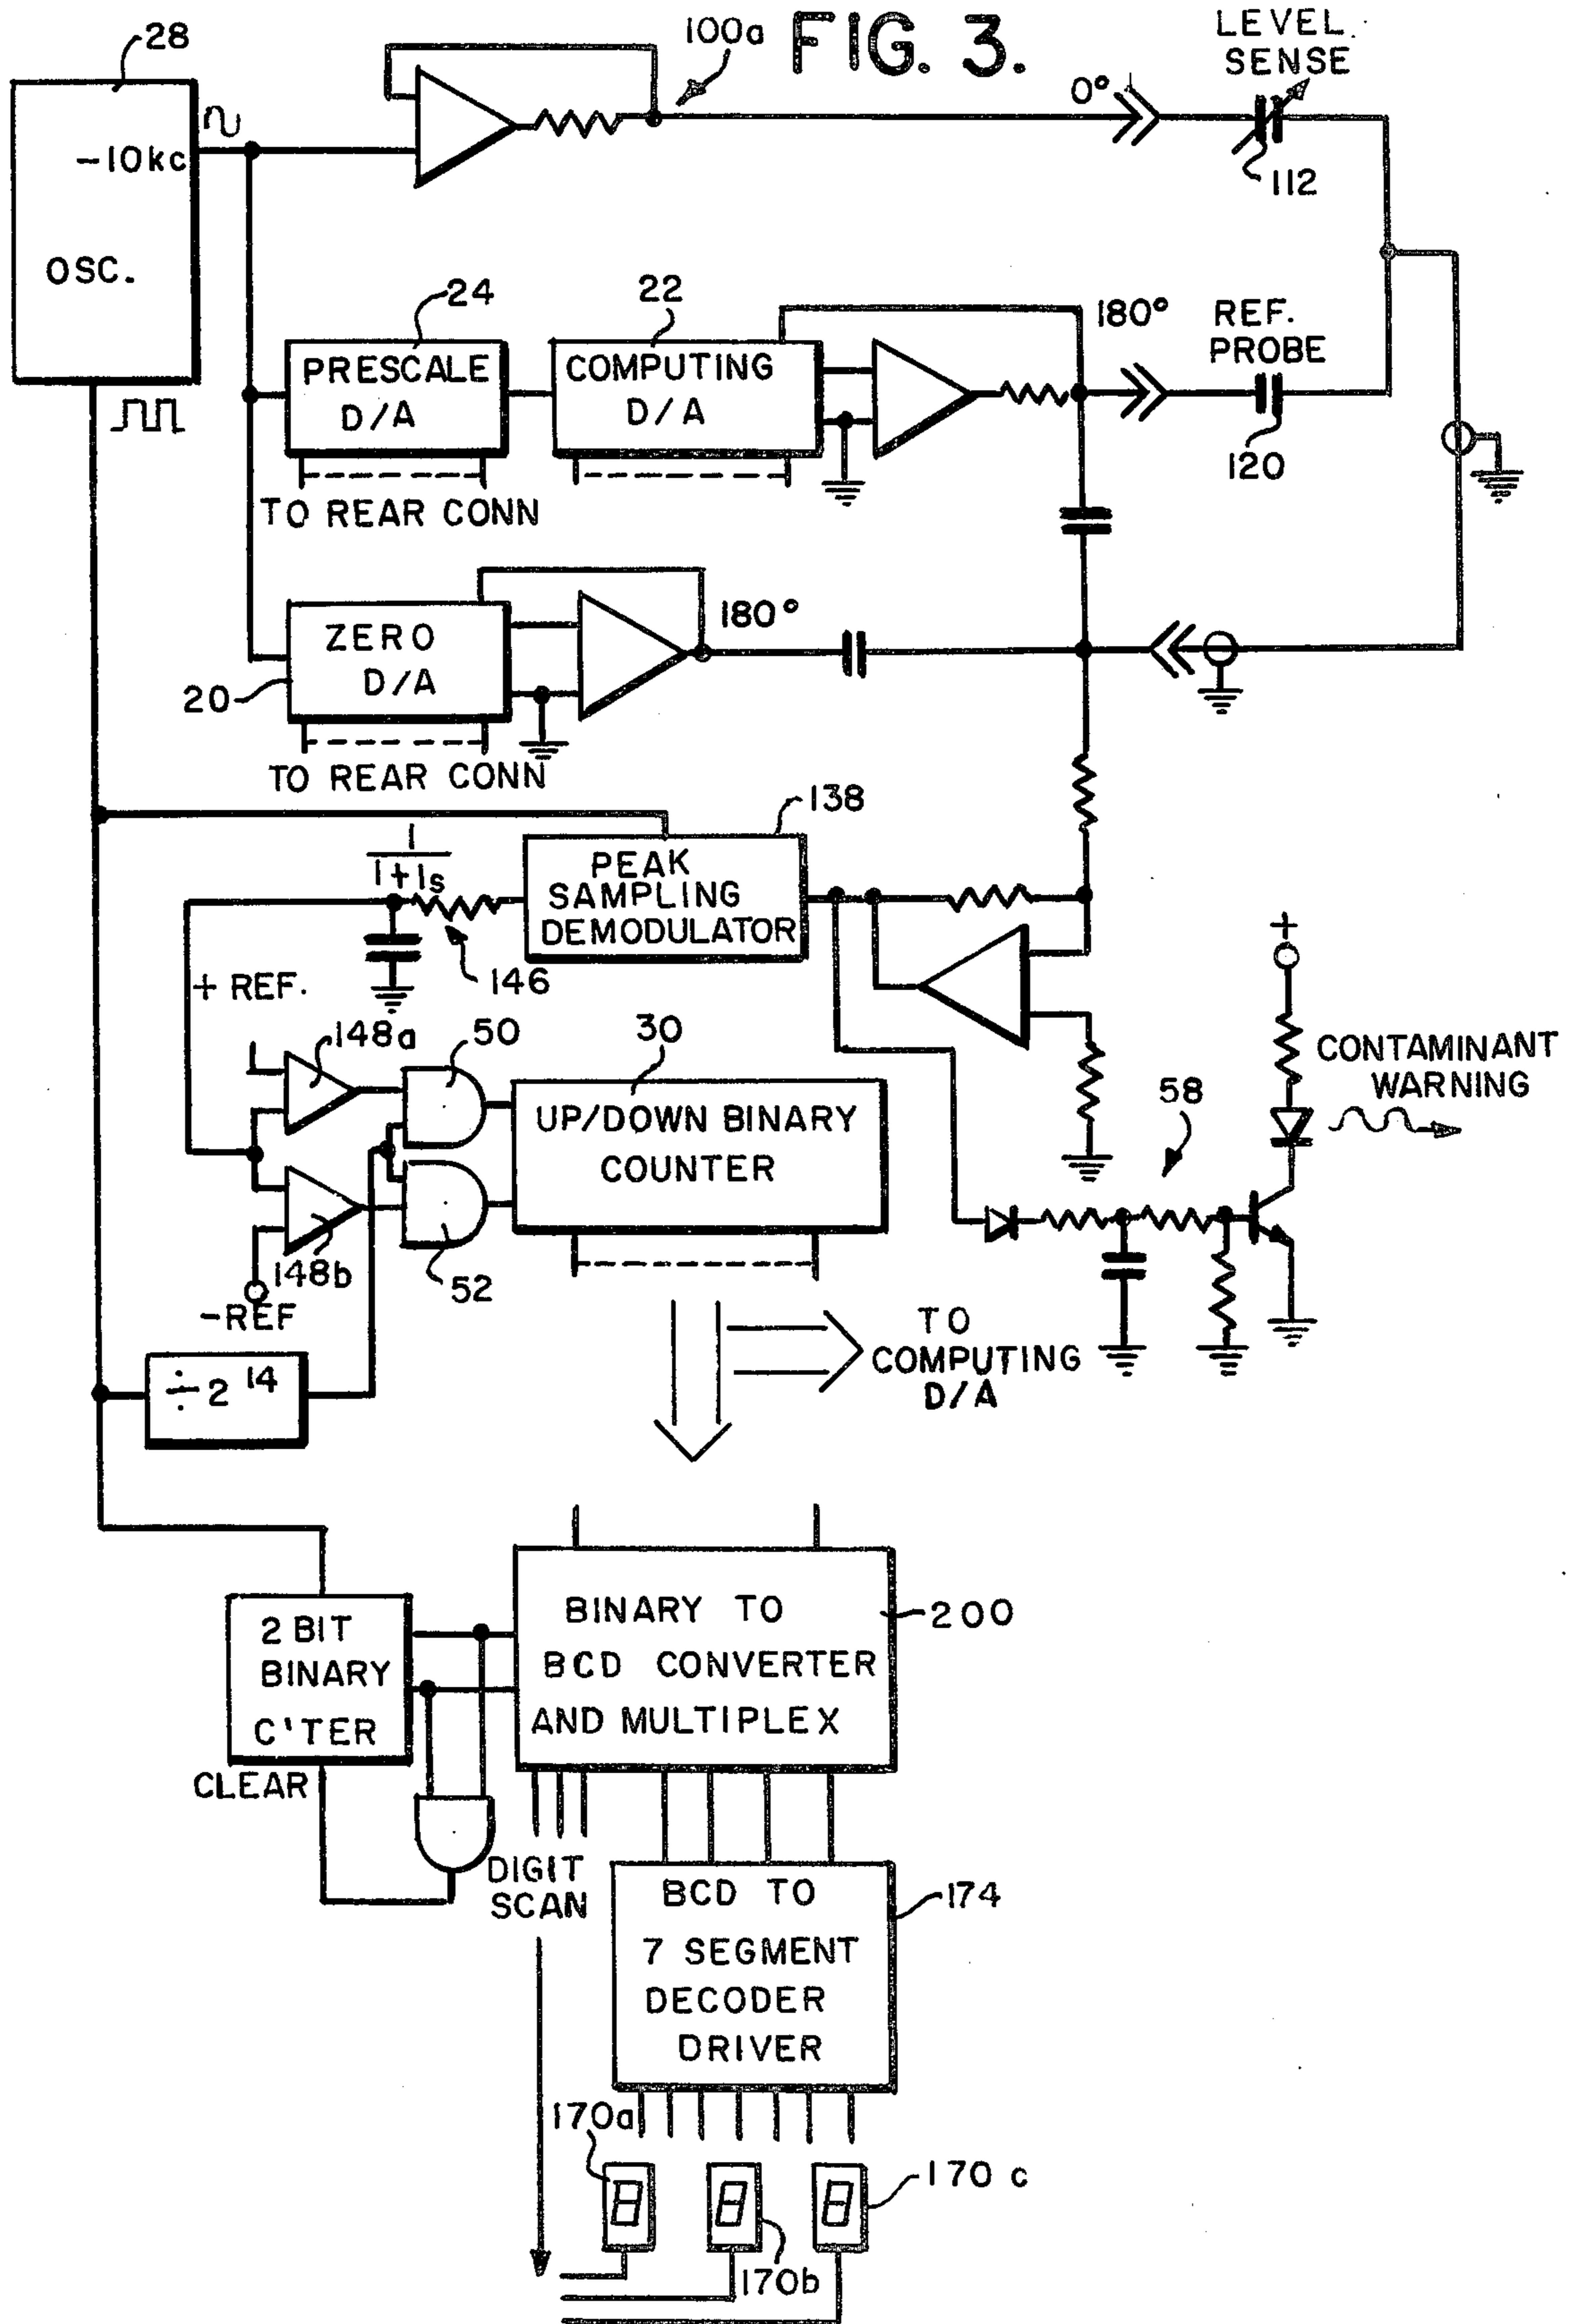 FIG. 3.
28
100a
LEVEL
SENSE
0°
-10kc
112
OSC.
24
22
180°
REF.
PROBE
PRESCALE
D/A
COMPUTING
D/A
120
TO REAR CONN
180°
ZERO
D/A
20
TO REAR CONN
138
1
1+1s
PEAK
SAMPLING
DEMODULATOR
146
+ REF.
+
148a
50
30
CONTAMINANT
WARNING
58
UP/DOWN BINARY
COUNTER
148b
52
-REF
TO
COMPUTING
D/A
÷2 14
2 BIT
BINARY
C'TER
CLEAR
BINARY TO
BCD CONVERTER
AND MULTIPLEX
200
DIGIT
SCAN
BCD TO
7 SEGMENT
DECODER
DRIVER
174
170a
8
8
8
170c
170b